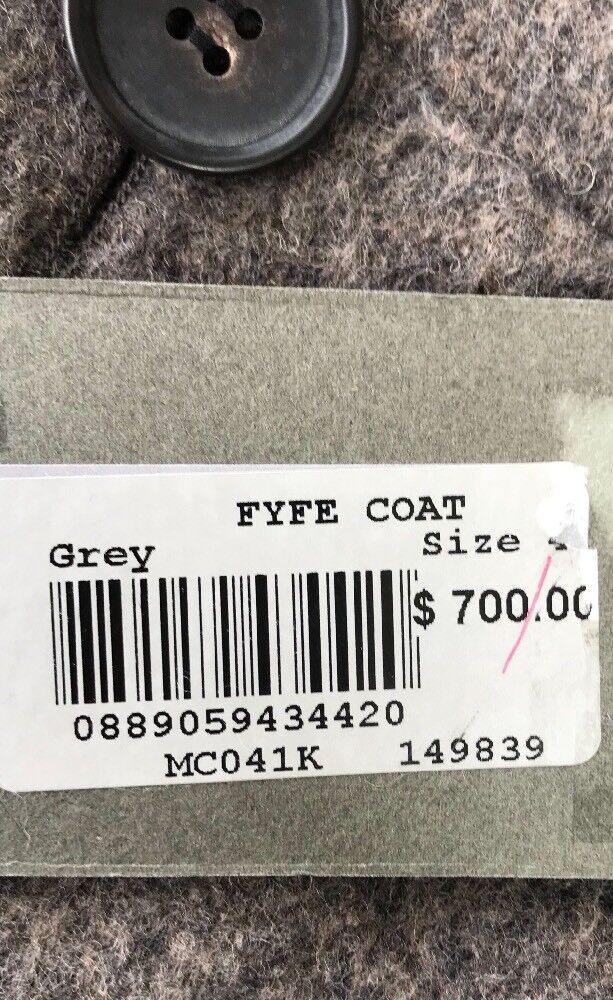 FYFE COAT
Grey Size
$ 700.00
0889059434420
MC041K 149839